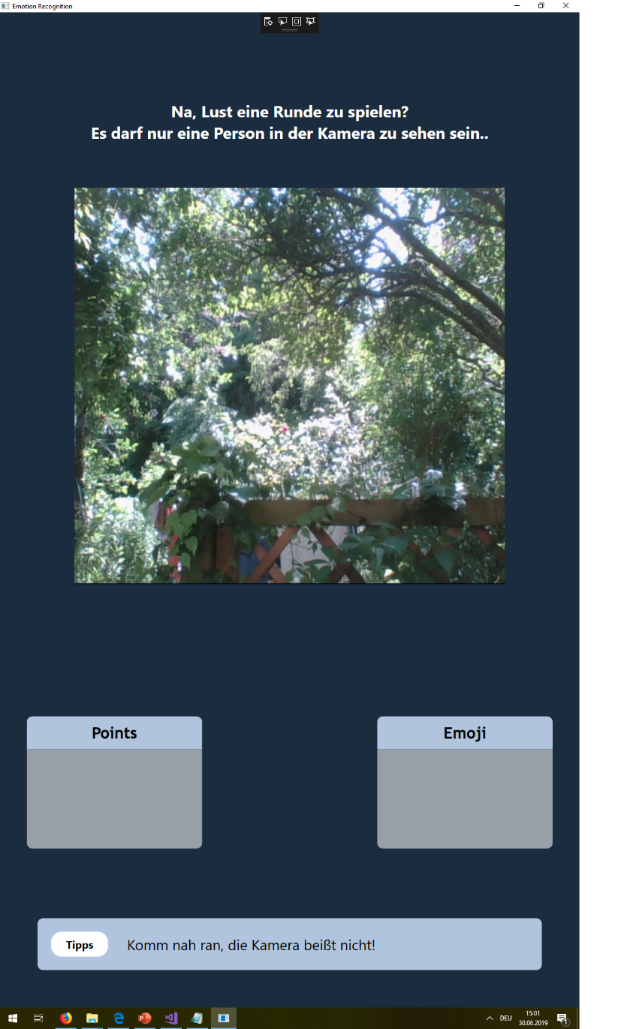 Emotion Recognition
Na, Lust eine Runde zu spielen?
Es darf nur eine Person in der Kamera zu sehen sein..
Points
Emoji
Tipps
Komm nah ran, die Kamera beißt nicht!
DEU
15:01
30.06.2019